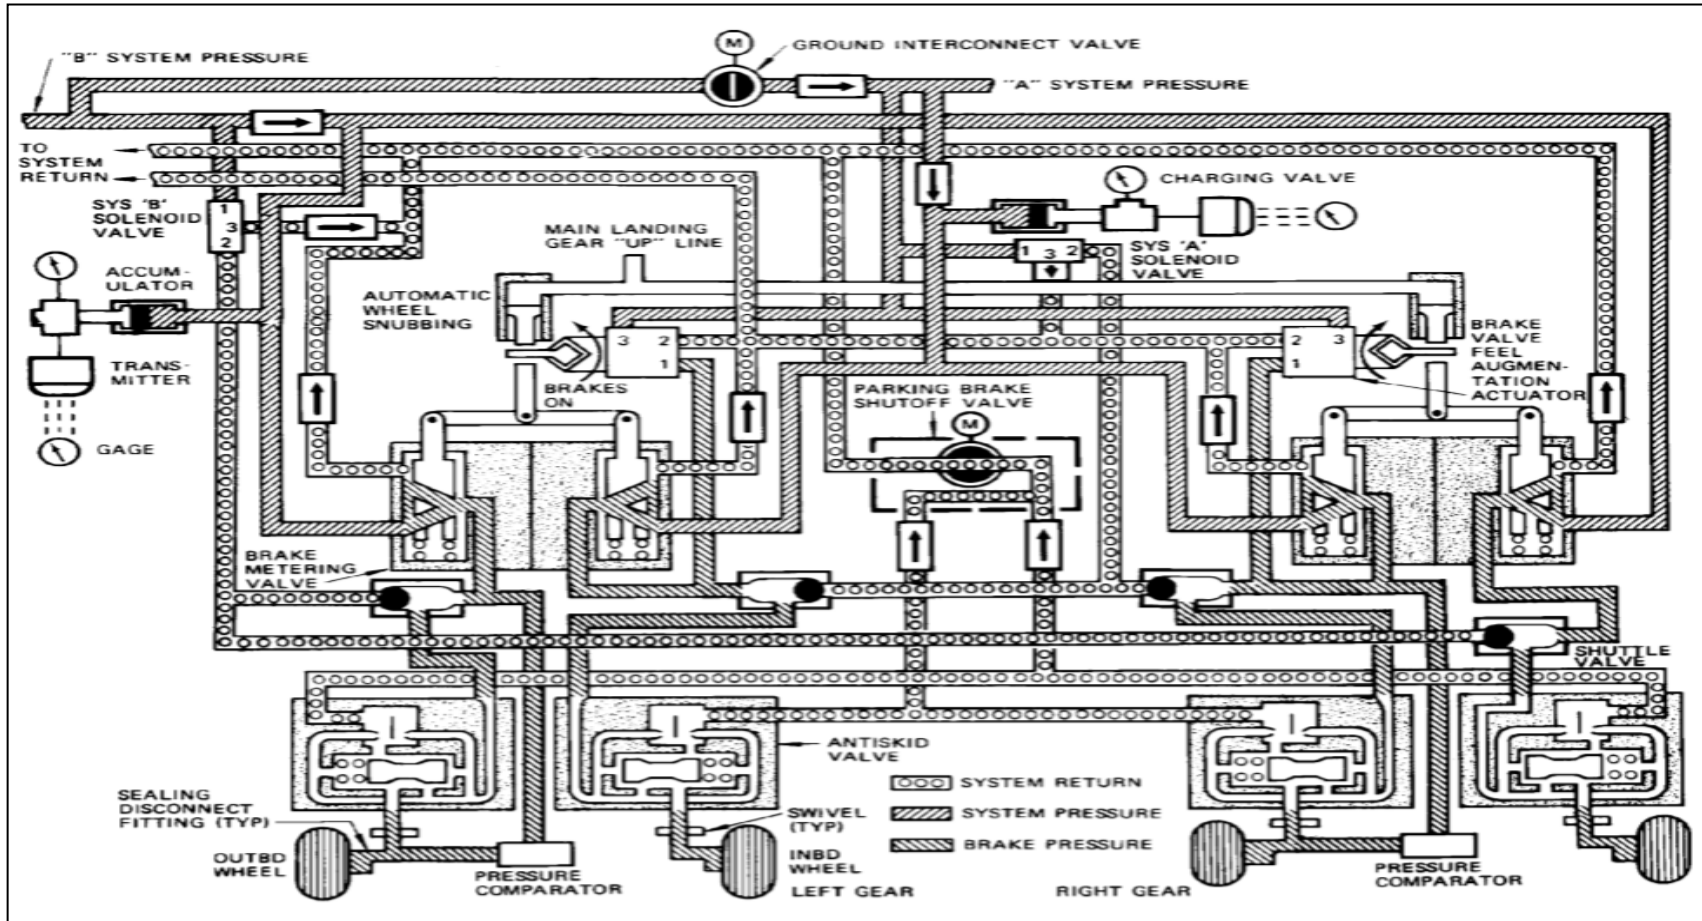 M
GROUND INTERCONNECT VALVE
"B" SYSTEM PRESSURE
"A" SYSTEM PRESSURE
TO
SYSTEM
RETURN
SYS 'B'
SOLENOID
VALVE
1
3
2
CHARGING VALVE
MAIN LANDING
GEAR "UP" LINE
1 3 2
SYS 'A'
SOLENOID
VALVE
ACCUM-
ULATOR
AUTOMATIC
WHEEL
SNUBBING
3 2
1
2 3
1
BRAKE
VALVE
FEEL
AUGMEN-
TATION
ACTUATOR
TRANS-
MITTER
BRAKES
ON
PARKING BRAKE
SHUTOFF VALVE
M
GAGE
BRAKE
METERING
VALVE
SHUTTLE
VALVE
ANTISKID
VALVE
SYSTEM RETURN
SYSTEM PRESSURE
BRAKE PRESSURE
SEALING
DISCONNECT
FITTING (TYP)
SWIVEL
(TYP)
OUTBD
WHEEL
PRESSURE
COMPARATOR
INBD
WHEEL
LEFT GEAR
RIGHT GEAR
PRESSURE
COMPARATOR